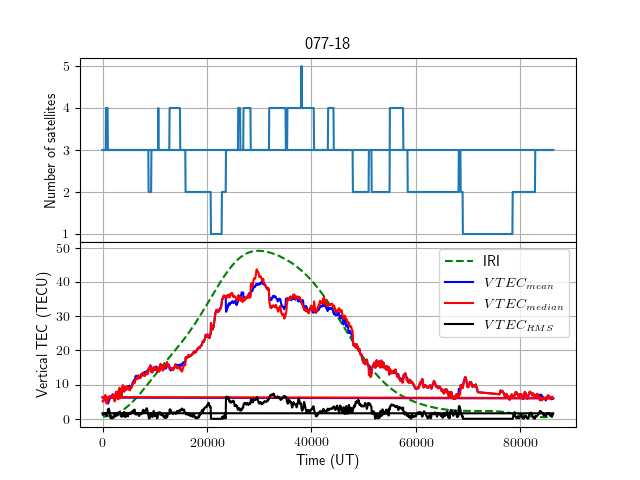 077-18
Number of satellites
5
4
3
2
1
Vertical TEC (TECU)
50
40
30
20
10
0
IRI
VTEC_mean
VTEC_median
VTEC_RMS
0 20000 40000 60000 80000
Time (UT)